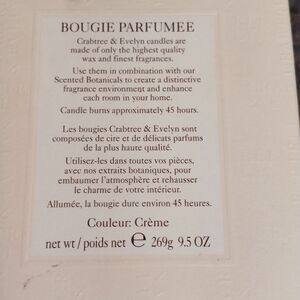 BOUGIE PARFUMEE
Crabtree & Evelyn candles are
made of only the highest quality
wax and finest fragrances.
Use them in combination with our
Scented Botanicals to create a distinctive
fragrance environment and enhance
each room in your home.
Candle burns approximately 45 hours.
Les bougies Crabtree & Evelyn sont
composées de cire et de délicats parfums
de la plus haute qualité.
Utilisez-les dans toutes vos pièces,
avec nos extraits botaniques, pour
embaumer l'atmosphère et rehausser
le charme de votre intérieur.
Allumée, la bougie dure environ 45 heures.
Couleur: Crème
net wt / poids net ℮ 269g 9.5 OZ